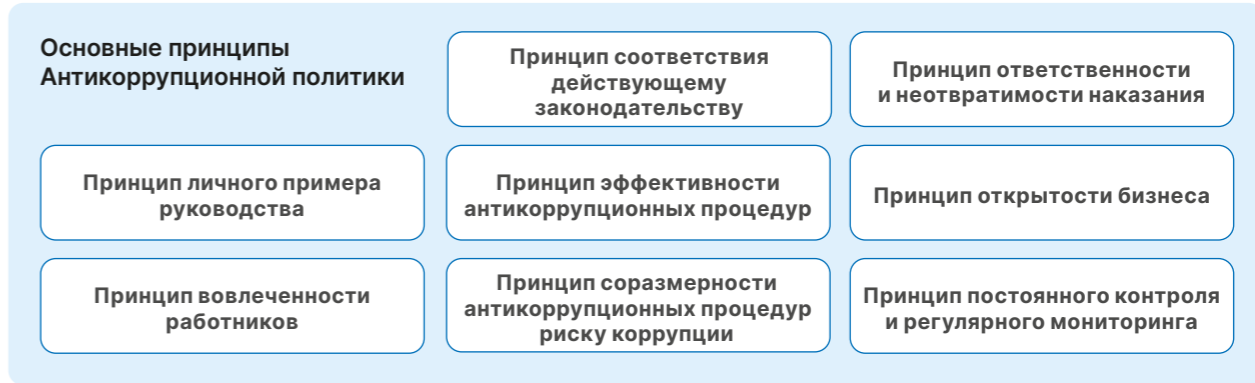 Основные принципы
Антикоррупционной политики
Принцип соответствия
действующему
законодательству
Принцип ответственности
и неотвратимости наказания
Принцип личного примера
руководства
Принцип эффективности
антикоррупционных процедур
Принцип открытости бизнеса
Принцип вовлеченности
работников
Принцип соразмерности
антикоррупционных процедур
риску коррупции
Принцип постоянного контроля
и регулярного мониторинга